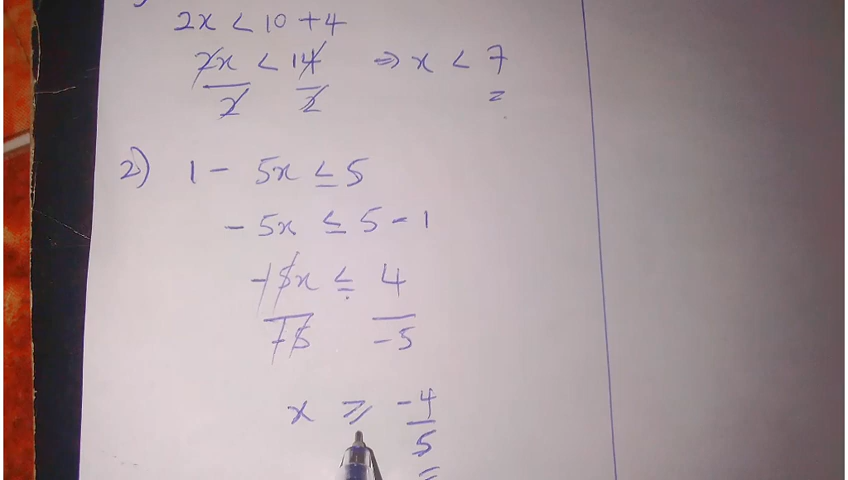 2x < 10 + 4
2x < 14 ⇒ x < 7
2 2
2) 1 - 5x ≤ 5
- 5x ≤ 5 - 1
-5x ≤ 4
-5 -5
x ≥ -4
5